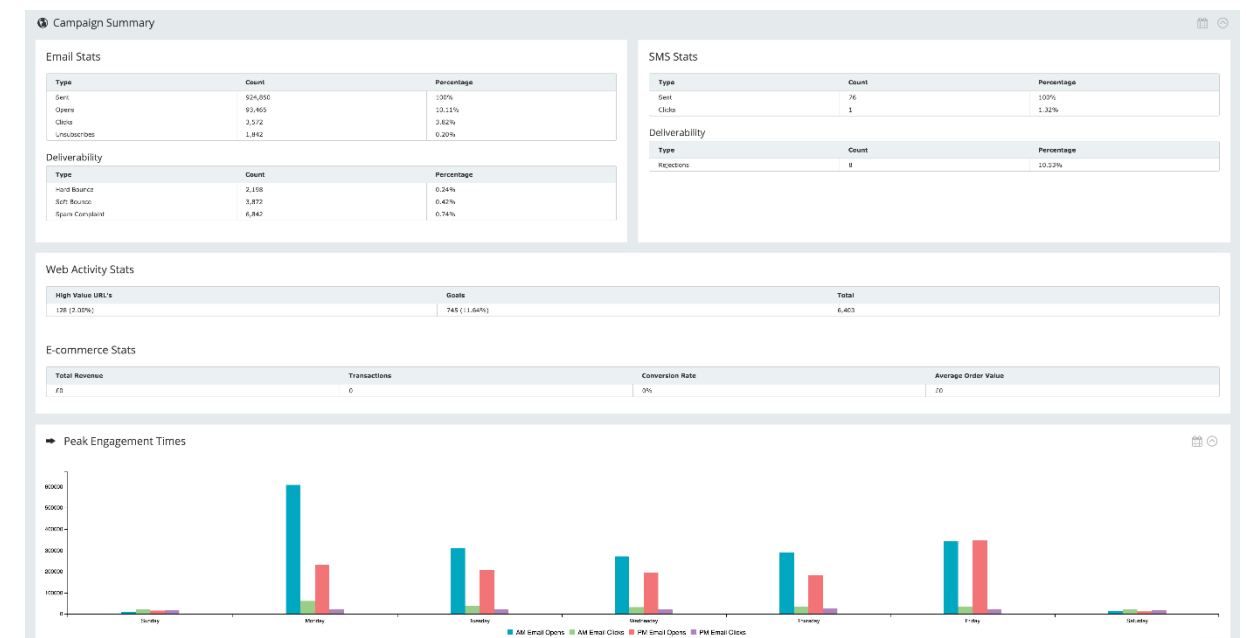 Campaign Summary
Email Stats
Type Count Percentage
Sent 924,850 100%
Opens 93,465 10.11%
Clicks 3,572 3.82%
Unsubscribes 1,842 0.20%
Deliverability
Type Count Percentage
Hard Bounce 2,198 0.24%
Soft Bounce 3,872 0.42%
Spam Complaint 6,842 0.74%
SMS Stats
Type Count Percentage
Sent 76 100%
Clicks 1 1.32%
Deliverability
Type Count Percentage
Rejections 8 10.53%
Web Activity Stats
High Value URL's Goals Total
128 (2.00%) 745 (11.64%) 6,403
E-commerce Stats
Total Revenue Transactions Conversion Rate Average Order Value
£0 0 0% £0
Peak Engagement Times
600000
500000
400000
300000
200000
100000
0
Sunday Monday Tuesday Wednesday Thursday Friday Saturday
AM Email Opens AM Email Clicks PM Email Opens PM Email Clicks